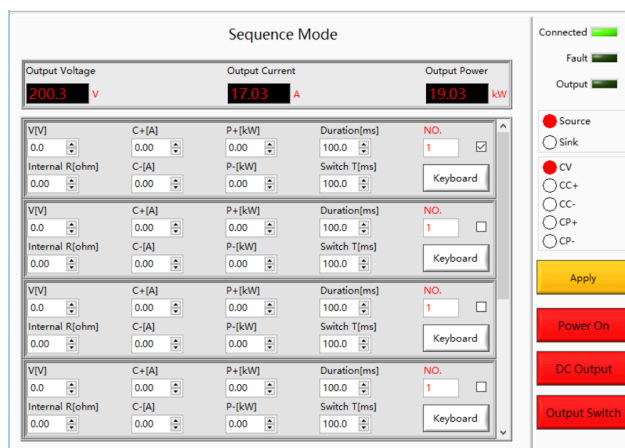 Sequence Mode
Output Voltage Output Current Output Power
200.3 V 17.03 A 19.03 kW
V[V] C+[A] P+[kW] Duration[ms] NO.
0.0 0.00 0.00 100.0 1
Internal R[ohm] C-[A] P-[kW] Switch T[ms] Keyboard
0.00 0.00 0.00 100.0
V[V] C+[A] P+[kW] Duration[ms] NO.
0.0 0.00 0.00 100.0 1
Internal R[ohm] C-[A] P-[kW] Switch T[ms] Keyboard
0.00 0.00 0.00 100.0
V[V] C+[A] P+[kW] Duration[ms] NO.
0.0 0.00 0.00 100.0 1
Internal R[ohm] C-[A] P-[kW] Switch T[ms] Keyboard
0.00 0.00 0.00 100.0
V[V] C+[A] P+[kW] Duration[ms] NO.
0.0 0.00 0.00 100.0 1
Internal R[ohm] C-[A] P-[kW] Switch T[ms] Keyboard
0.00 0.00 0.00 100.0
Connected
Fault
Output
Source
Sink
CV
CC+
CC-
CP+
CP-
Apply
Power On
DC Output
Output Switch